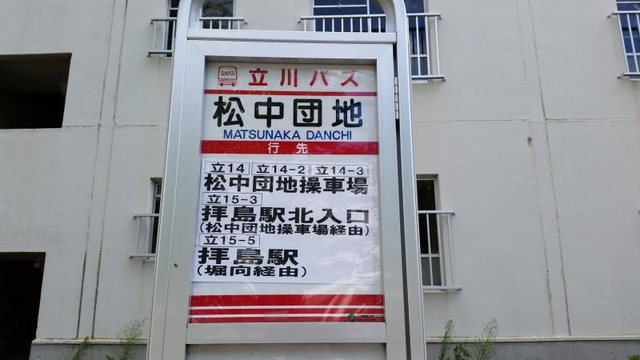 立川バス
松中団地
MATSUNAKA DANCHI
行先
立14 立14-2 立14-3
松中団地操車場
立15-3
拝島駅北入口
(松中団地操車場経由)
立15-5
拝島駅
(堀向経由)